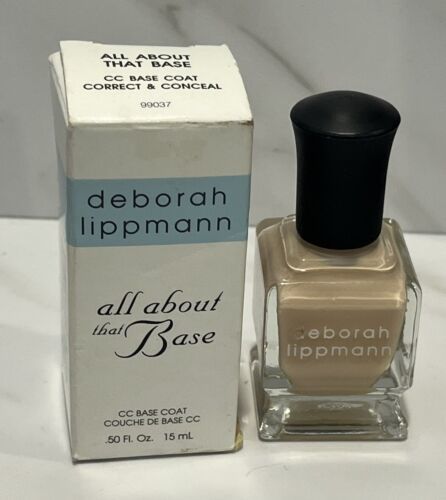 ALL ABOUT
THAT BASE
CC BASE COAT
CORRECT & CONCEAL
99037
deborah
lippmann
all about
that Base
CC BASE COAT
COUCHE DE BASE CC
.50 Fl. Oz. 15 mL
deborah
lippmann